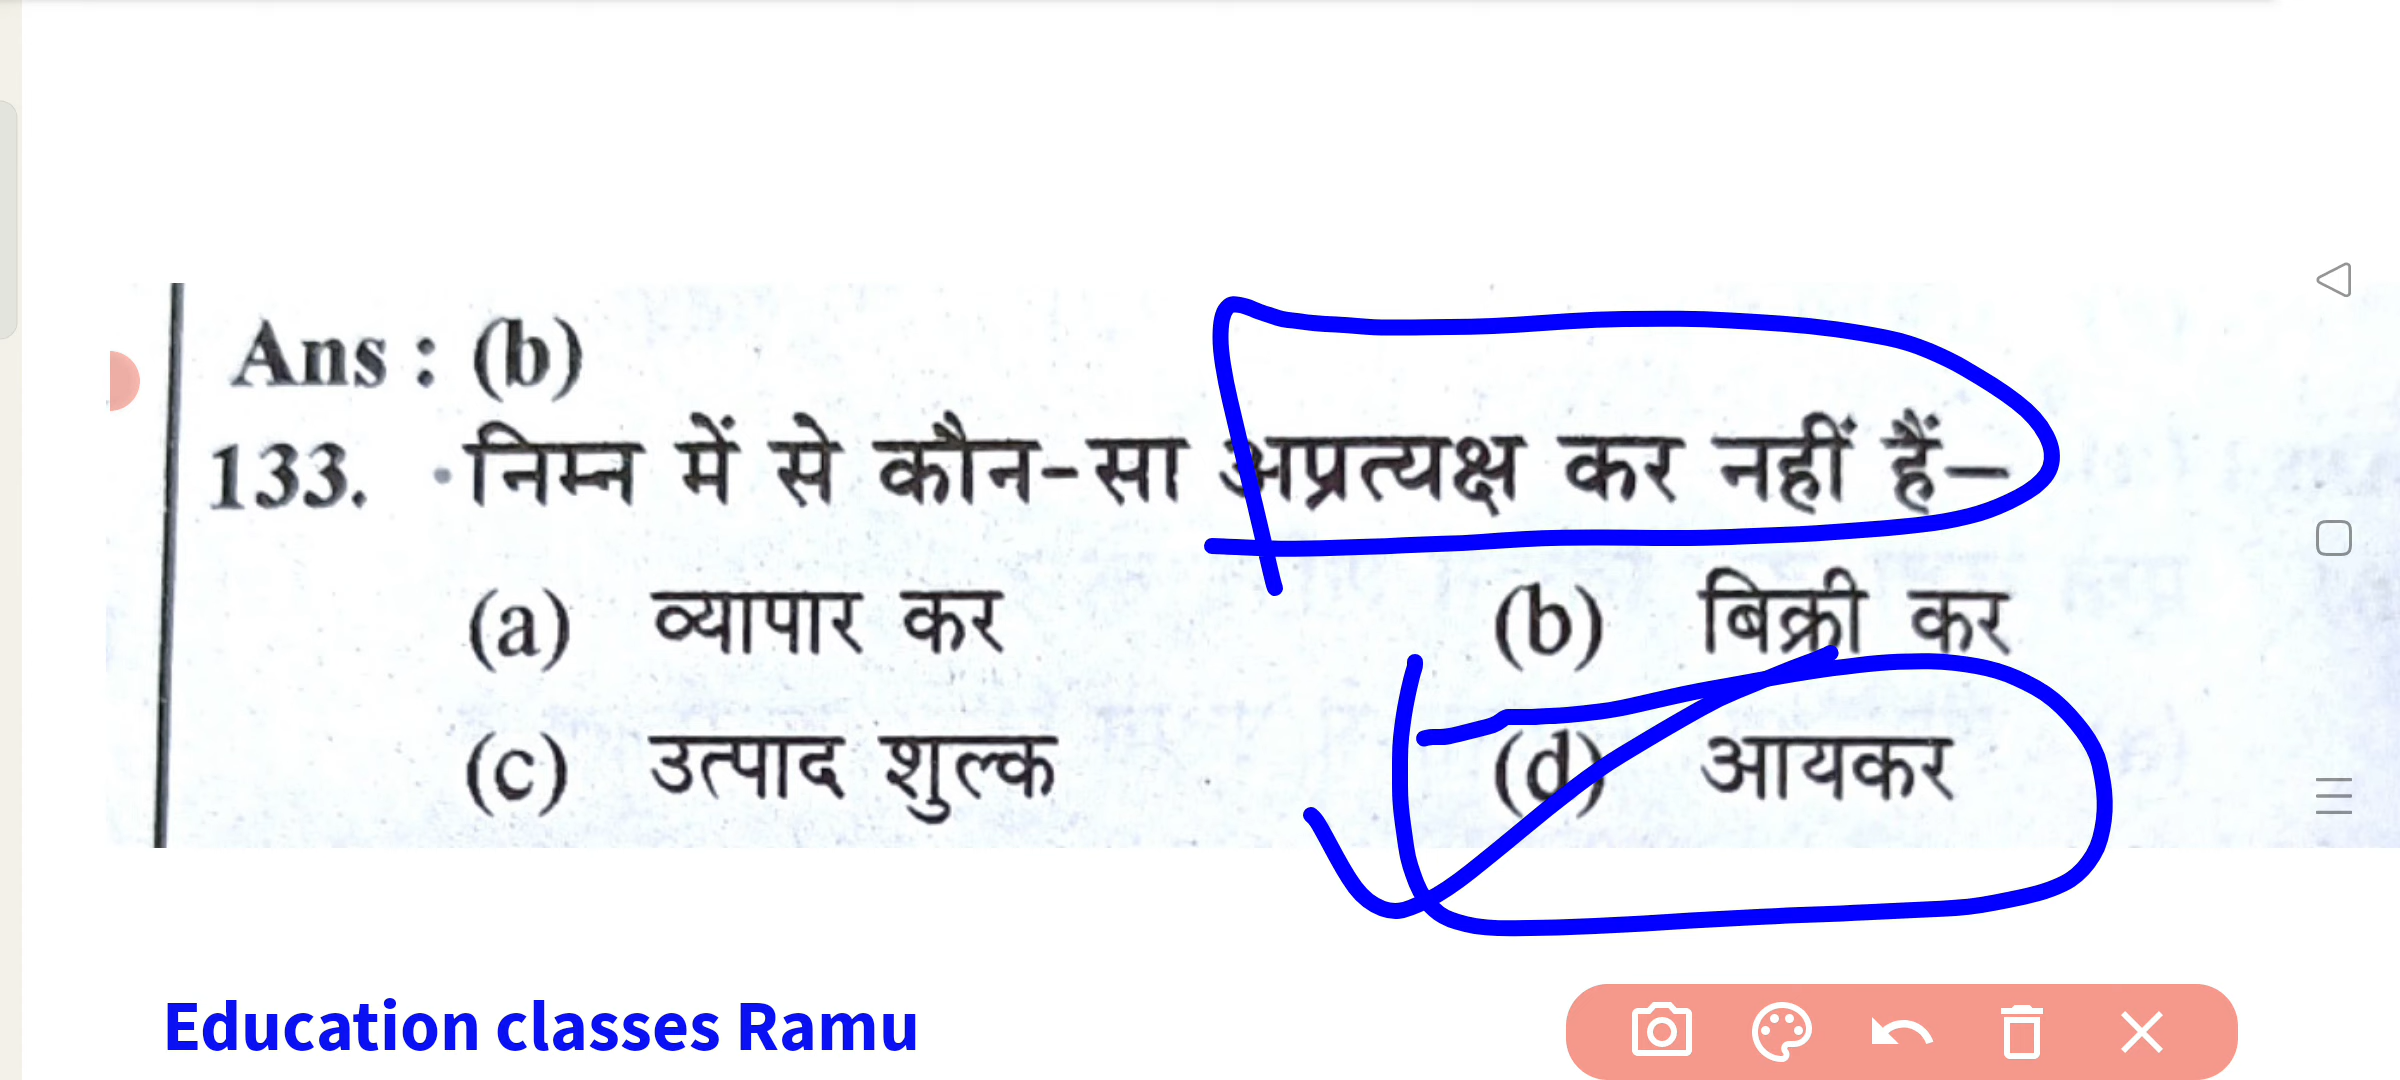 Ans : (b)
133. निम्न में से कौन-सा अप्रत्यक्ष कर नहीं हैं–
(a) व्यापार कर (b) बिक्री कर
(c) उत्पाद शुल्क (d) आयकर
Education classes Ramu